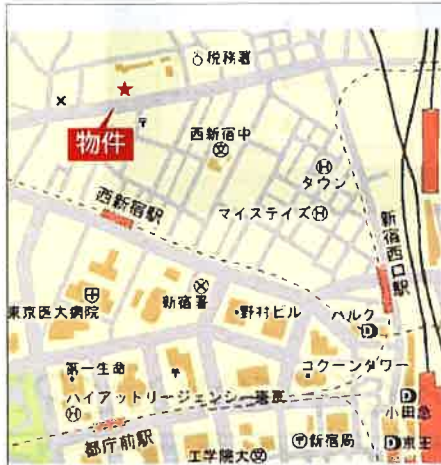 税務署
物件
西新宿中
タウン
マイステイズ
西新宿駅
新宿西口駅
東京医大病院
新宿署
野村ビル
ハルク
第一生命
コクーンタワー
ハイアットリージェンシー東京
小田急
都庁前駅
新宿局
京王
工学院大